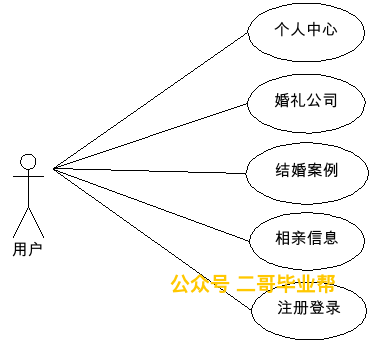 个人中心
婚礼公司
结婚案例
相亲信息
注册登录
用户
公众号 二哥毕业帮